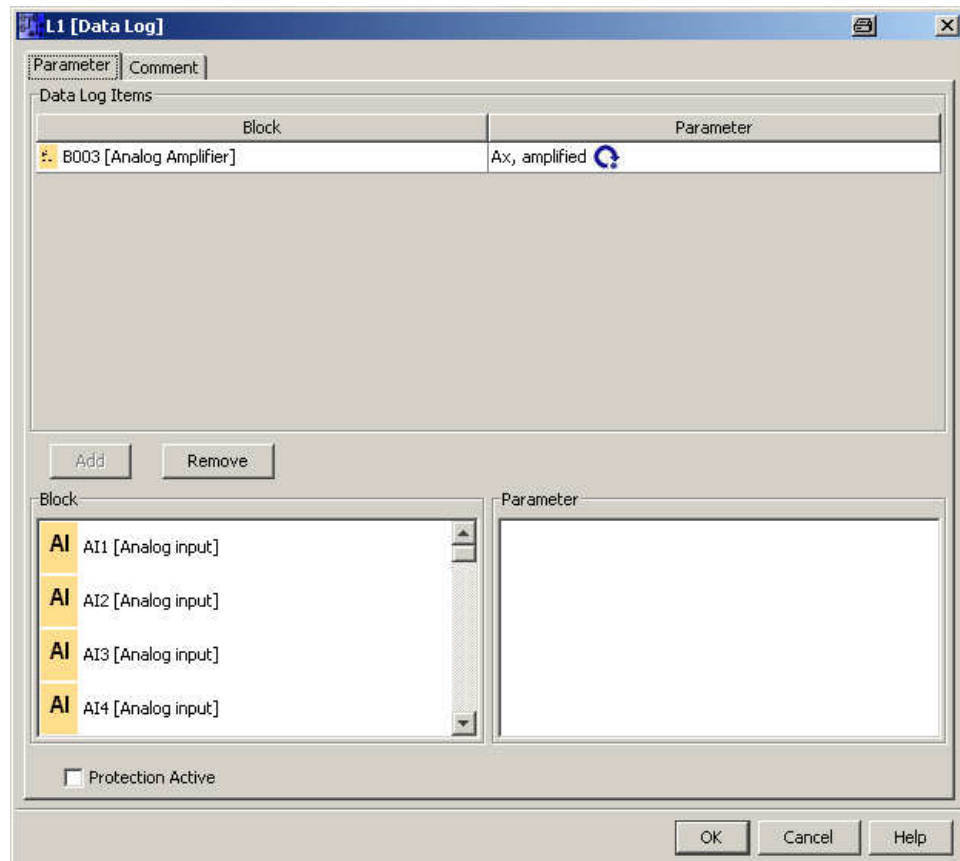 L1 [Data Log]
Parameter Comment
Data Log Items
Block Parameter
B003 [Analog Amplifier] Ax, amplified
Add Remove
Block Parameter
AI AI1 [Analog input]
AI AI2 [Analog input]
AI AI3 [Analog input]
AI AI4 [Analog input]
Protection Active
OK Cancel Help